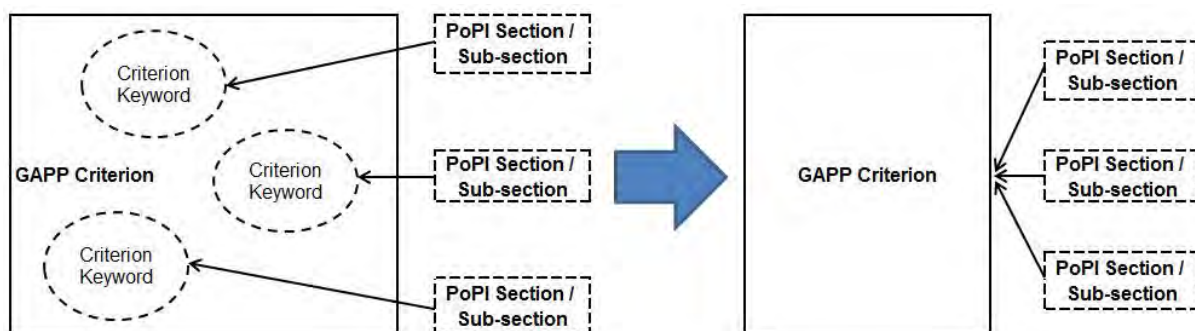 PoPI Section /
Sub-section
Criterion
Keyword
GAPP Criterion
Criterion
Keyword
PoPI Section /
Sub-section
Criterion
Keyword
PoPI Section /
Sub-section
GAPP Criterion
PoPI Section /
Sub-section
PoPI Section /
Sub-section
PoPI Section /
Sub-section